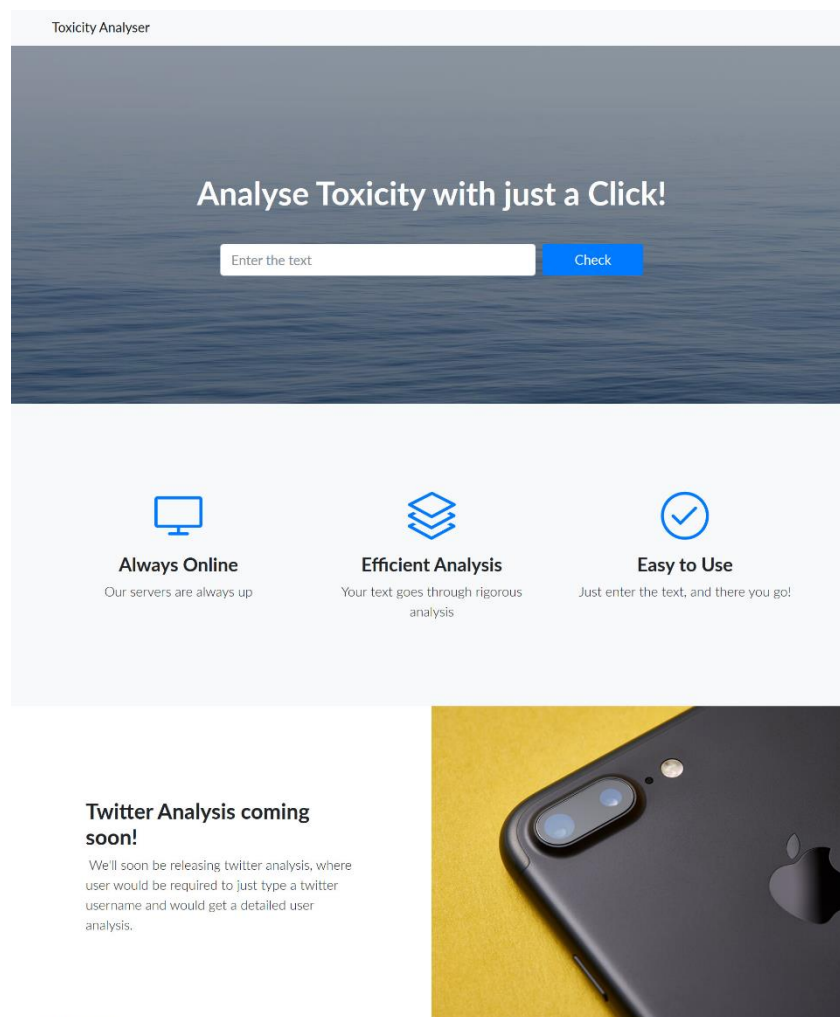 Toxicity Analyser
Analyse Toxicity with just a Click!
Enter the text
Check
Always Online
Our servers are always up
Efficient Analysis
Your text goes through rigorous
analysis
Easy to Use
Just enter the text, and there you go!
Twitter Analysis coming
soon!
We'll soon be releasing twitter analysis, where
user would be required to just type a twitter
username and would get a detailed user
analysis.